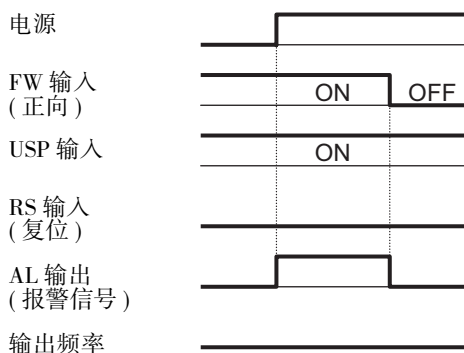 电源
FW 输入
( 正向 )
ON
OFF
USP 输入
ON
RS 输入
( 复位 )
AL 输出
( 报警信号 )
输出频率